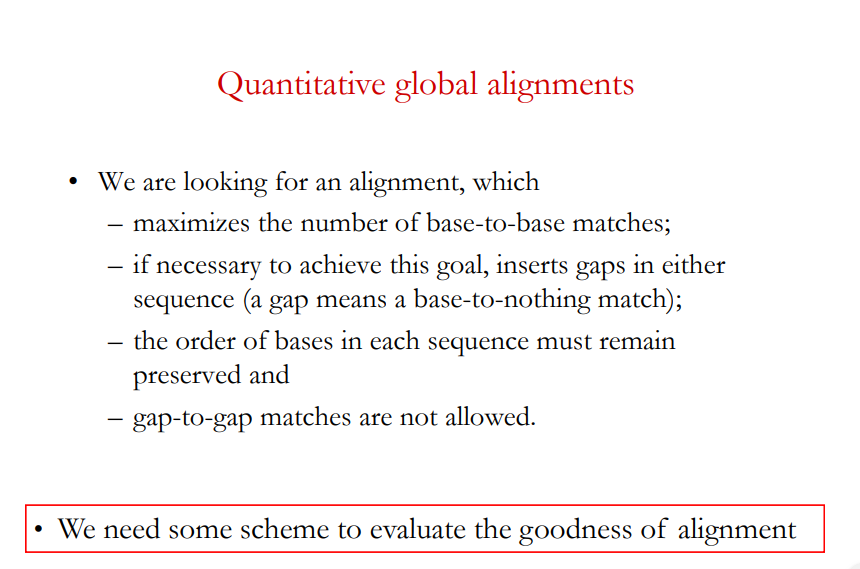 Quantitative global alignments
• We are looking for an alignment, which
– maximizes the number of base-to-base matches;
– if necessary to achieve this goal, inserts gaps in either
sequence (a gap means a base-to-nothing match);
– the order of bases in each sequence must remain
preserved and
– gap-to-gap matches are not allowed.
• We need some scheme to evaluate the goodness of alignment